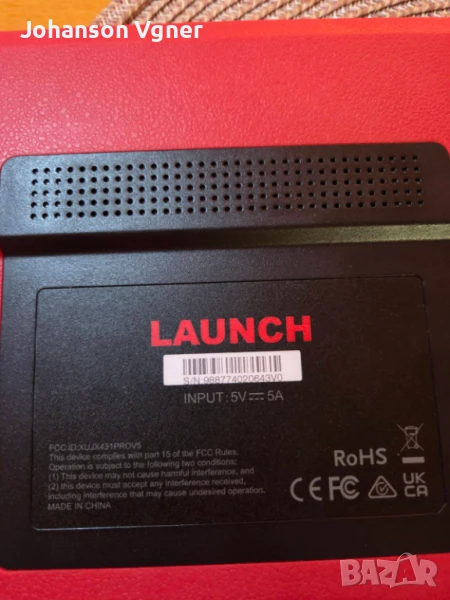 Johanson Vgner
LAUNCH
S/N:988774020643V0
INPUT: 5V⎓5A
FCC ID:XUJX431PROV5
This device complies with part 15 of the FCC Rules.
Operation is subject to the following two conditions:
(1) This device may not cause harmful interference, and
(2) this device must accept any interference received,
including interference that may cause undesired operation.
MADE IN CHINA
RoHS
CE FC UK
CA
BAZAR